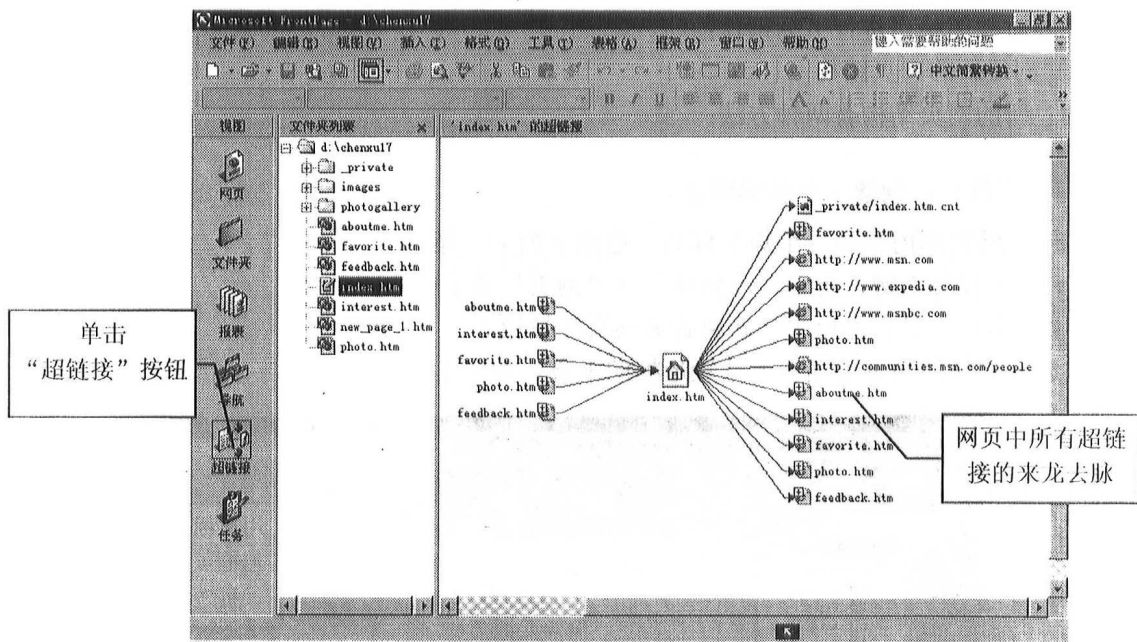 Microsoft FrontPage - d:\chenxu17
文件(F) 编辑(E) 视图(V) 插入(I) 格式(O) 工具(T) 表格(A) 框架(R) 窗口(W) 帮助(H) 键入需要帮助的问题
中文简繁转换
B I U A A
视图
网页
文件夹
报表
导航
超链接
任务
文件夹列表
d:\chenxu17
_private
images
photogallery
aboutme.htm
favorite.htm
feedback.htm
index.htm
interest.htm
new_page_1.htm
photo.htm
'index.htm' 的超链接
aboutme.htm
interest.htm
favorite.htm
photo.htm
feedback.htm
index.htm
_private/index.htm.cnt
favorite.htm
http://www.msn.com
http://www.expedia.com
http://www.msnbc.com
photo.htm
http://communities.msn.com/people
aboutme.htm
interest.htm
favorite.htm
photo.htm
feedback.htm
单击
“超链接”按钮
网页中所有超链
接的来龙去脉